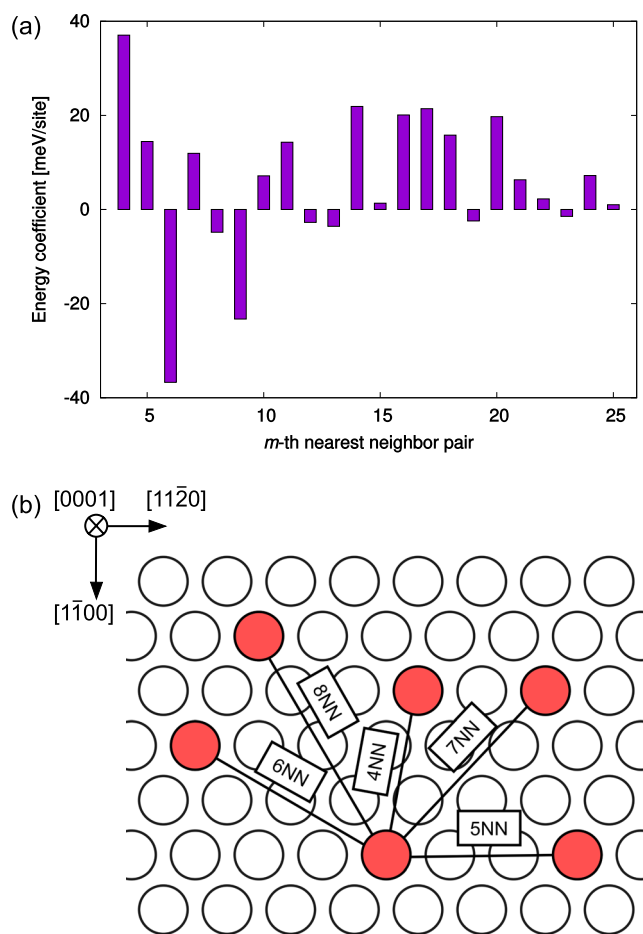 (a)
Energy coefficient [meV/site]
40
20
0
-20
-40
5 10 15 20 25
m-th nearest neighbor pair
(b)
[0001] [112̅0]
[11̅00]
8NN
4NN
7NN
6NN
5NN